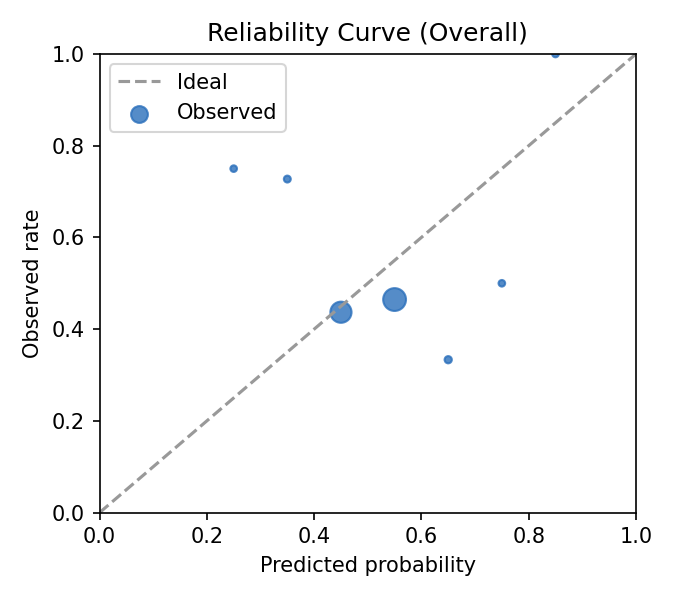 Reliability Curve (Overall)
Ideal
Observed
Observed rate
1.0
0.8
0.6
0.4
0.2
0.0
0.0 0.2 0.4 0.6 0.8 1.0
Predicted probability